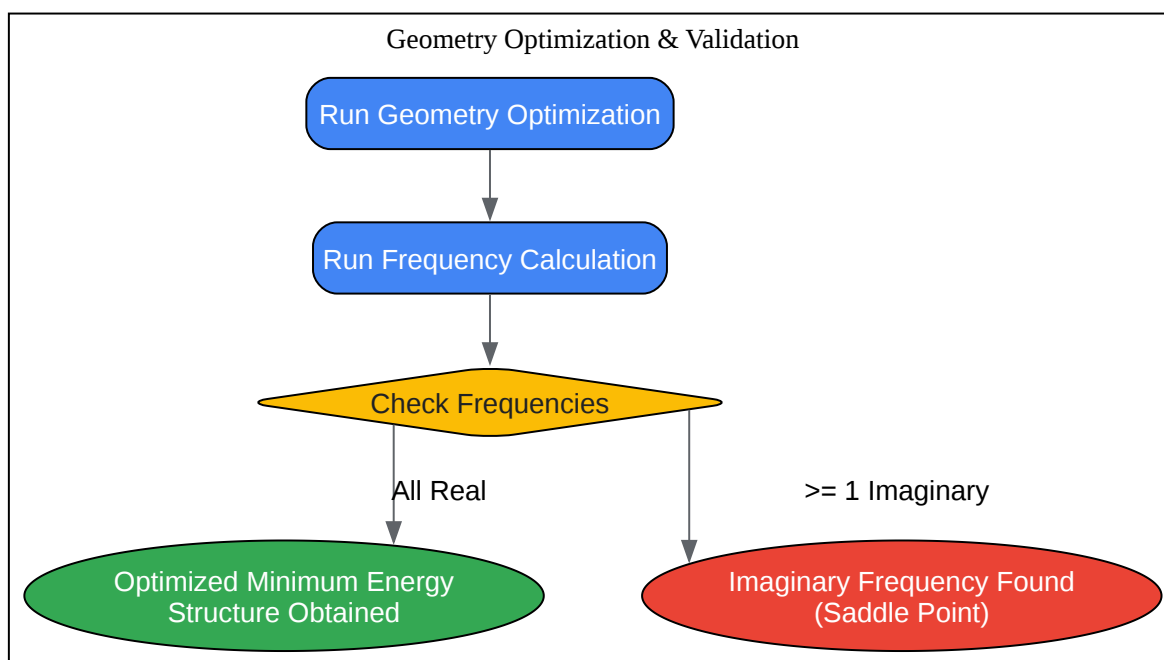 Geometry Optimization & Validation
Run Geometry Optimization
Run Frequency Calculation
Check Frequencies
All Real
>= 1 Imaginary
Optimized Minimum Energy
Structure Obtained
Imaginary Frequency Found
(Saddle Point)